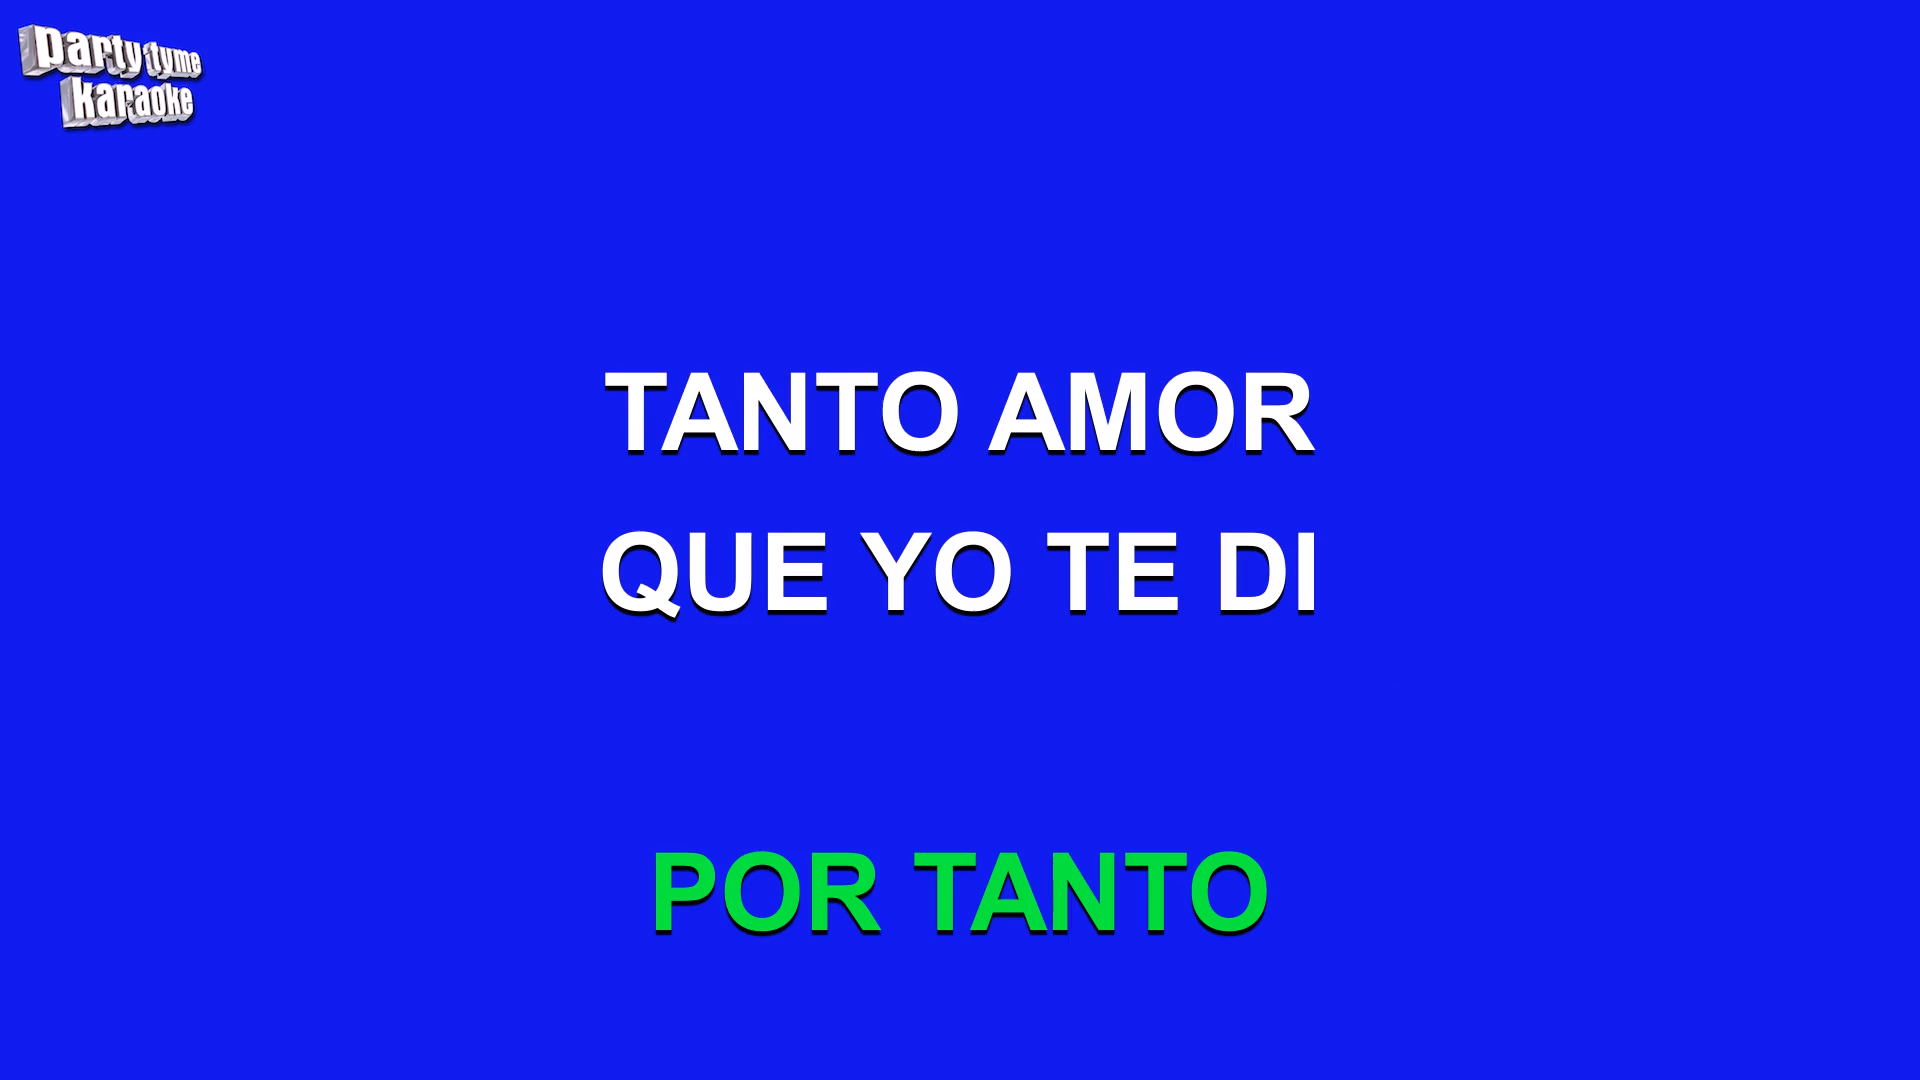 party tyme
karaoke
TANTO AMOR
QUE YO TE DI
POR TANTO